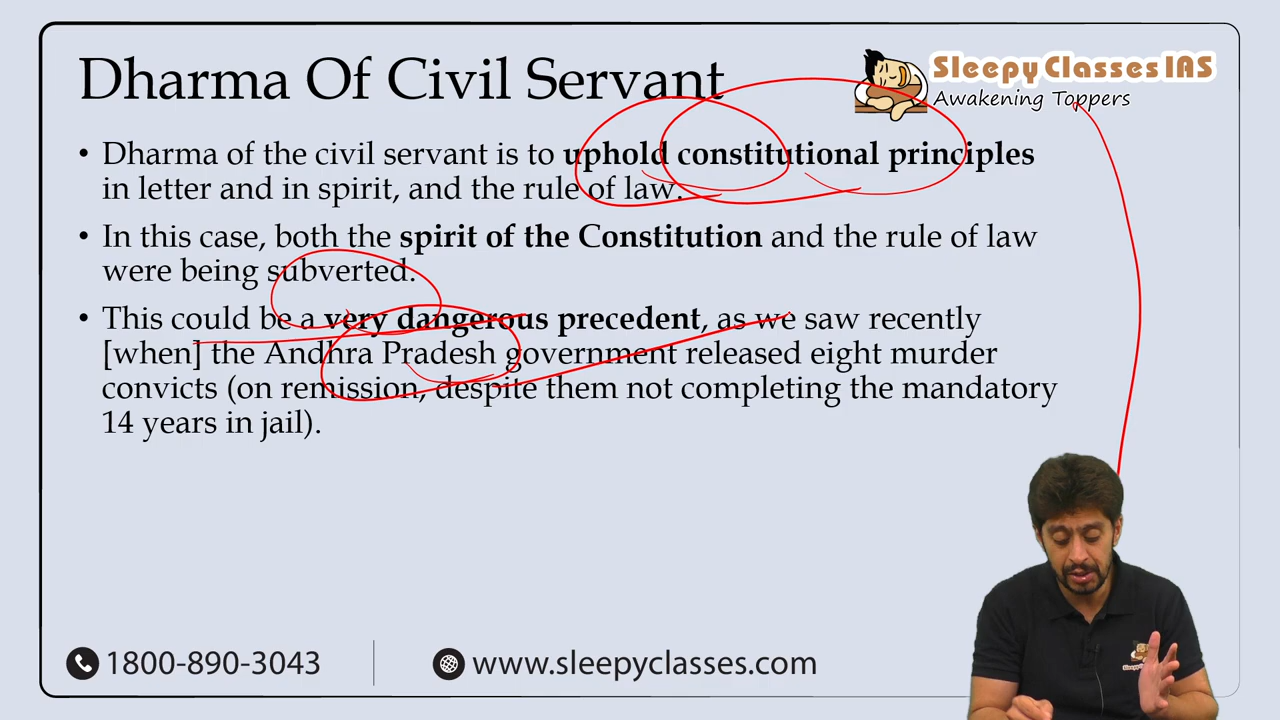 Dharma Of Civil Servant
Sleepy Classes IAS
Awakening Toppers
• Dharma of the civil servant is to uphold constitutional principles
in letter and in spirit, and the rule of law.
• In this case, both the spirit of the Constitution and the rule of law
were being subverted.
• This could be a very dangerous precedent, as we saw recently
[when] the Andhra Pradesh government released eight murder
convicts (on remission, despite them not completing the mandatory
14 years in jail).
1800-890-3043
www.sleepyclasses.com